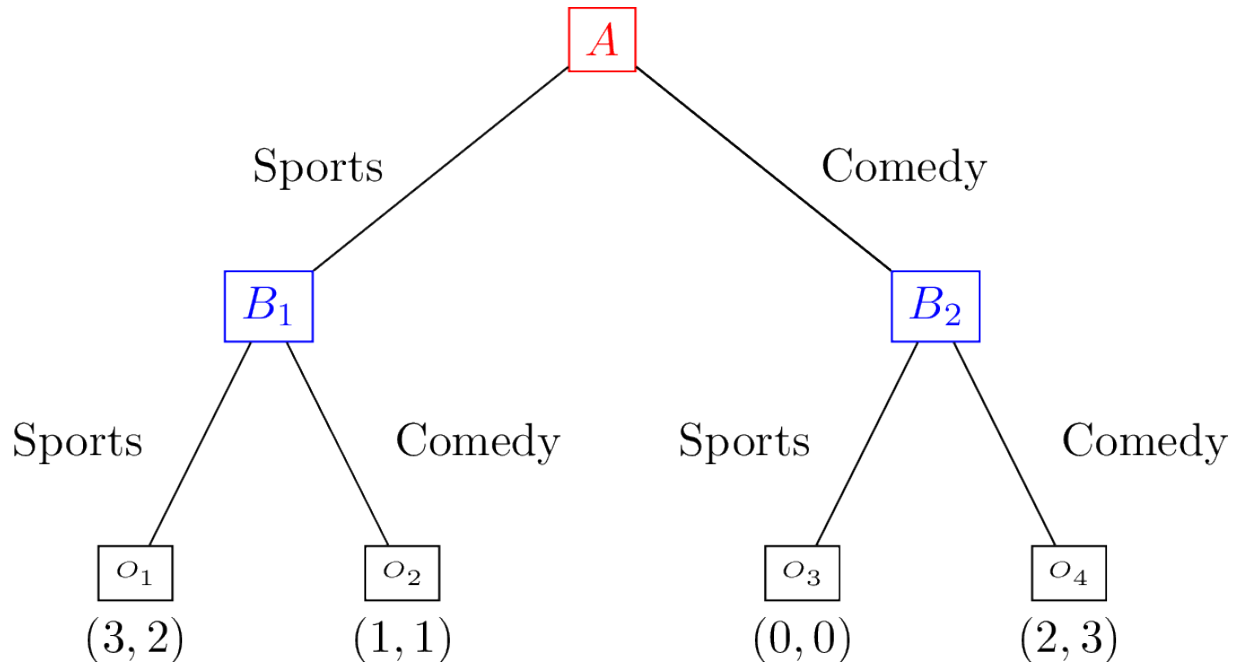 A
Sports Comedy
B₁ B₂
Sports Comedy Sports Comedy
o₁ o₂ o₃ o₄
(3, 2) (1, 1) (0, 0) (2, 3)